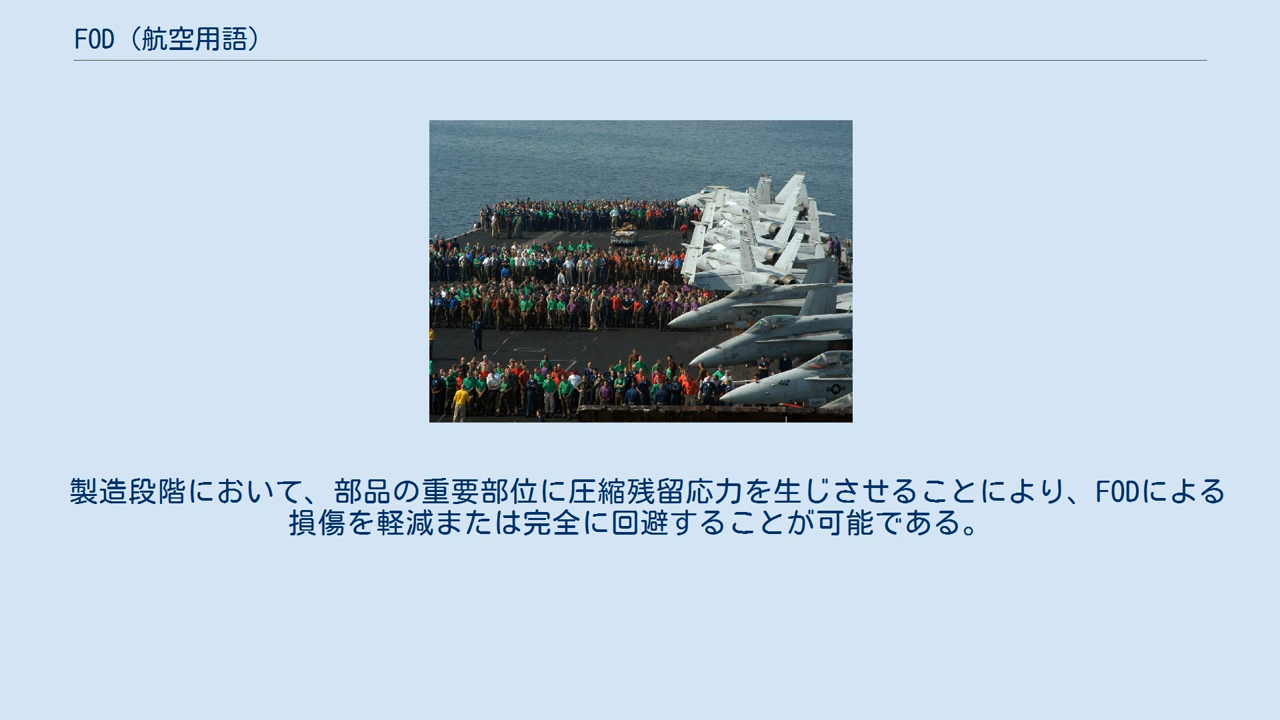 FOD（航空用語）
製造段階において、部品の重要部位に圧縮残留応力を生じさせることにより、FODによる
損傷を軽減または完全に回避することが可能である。